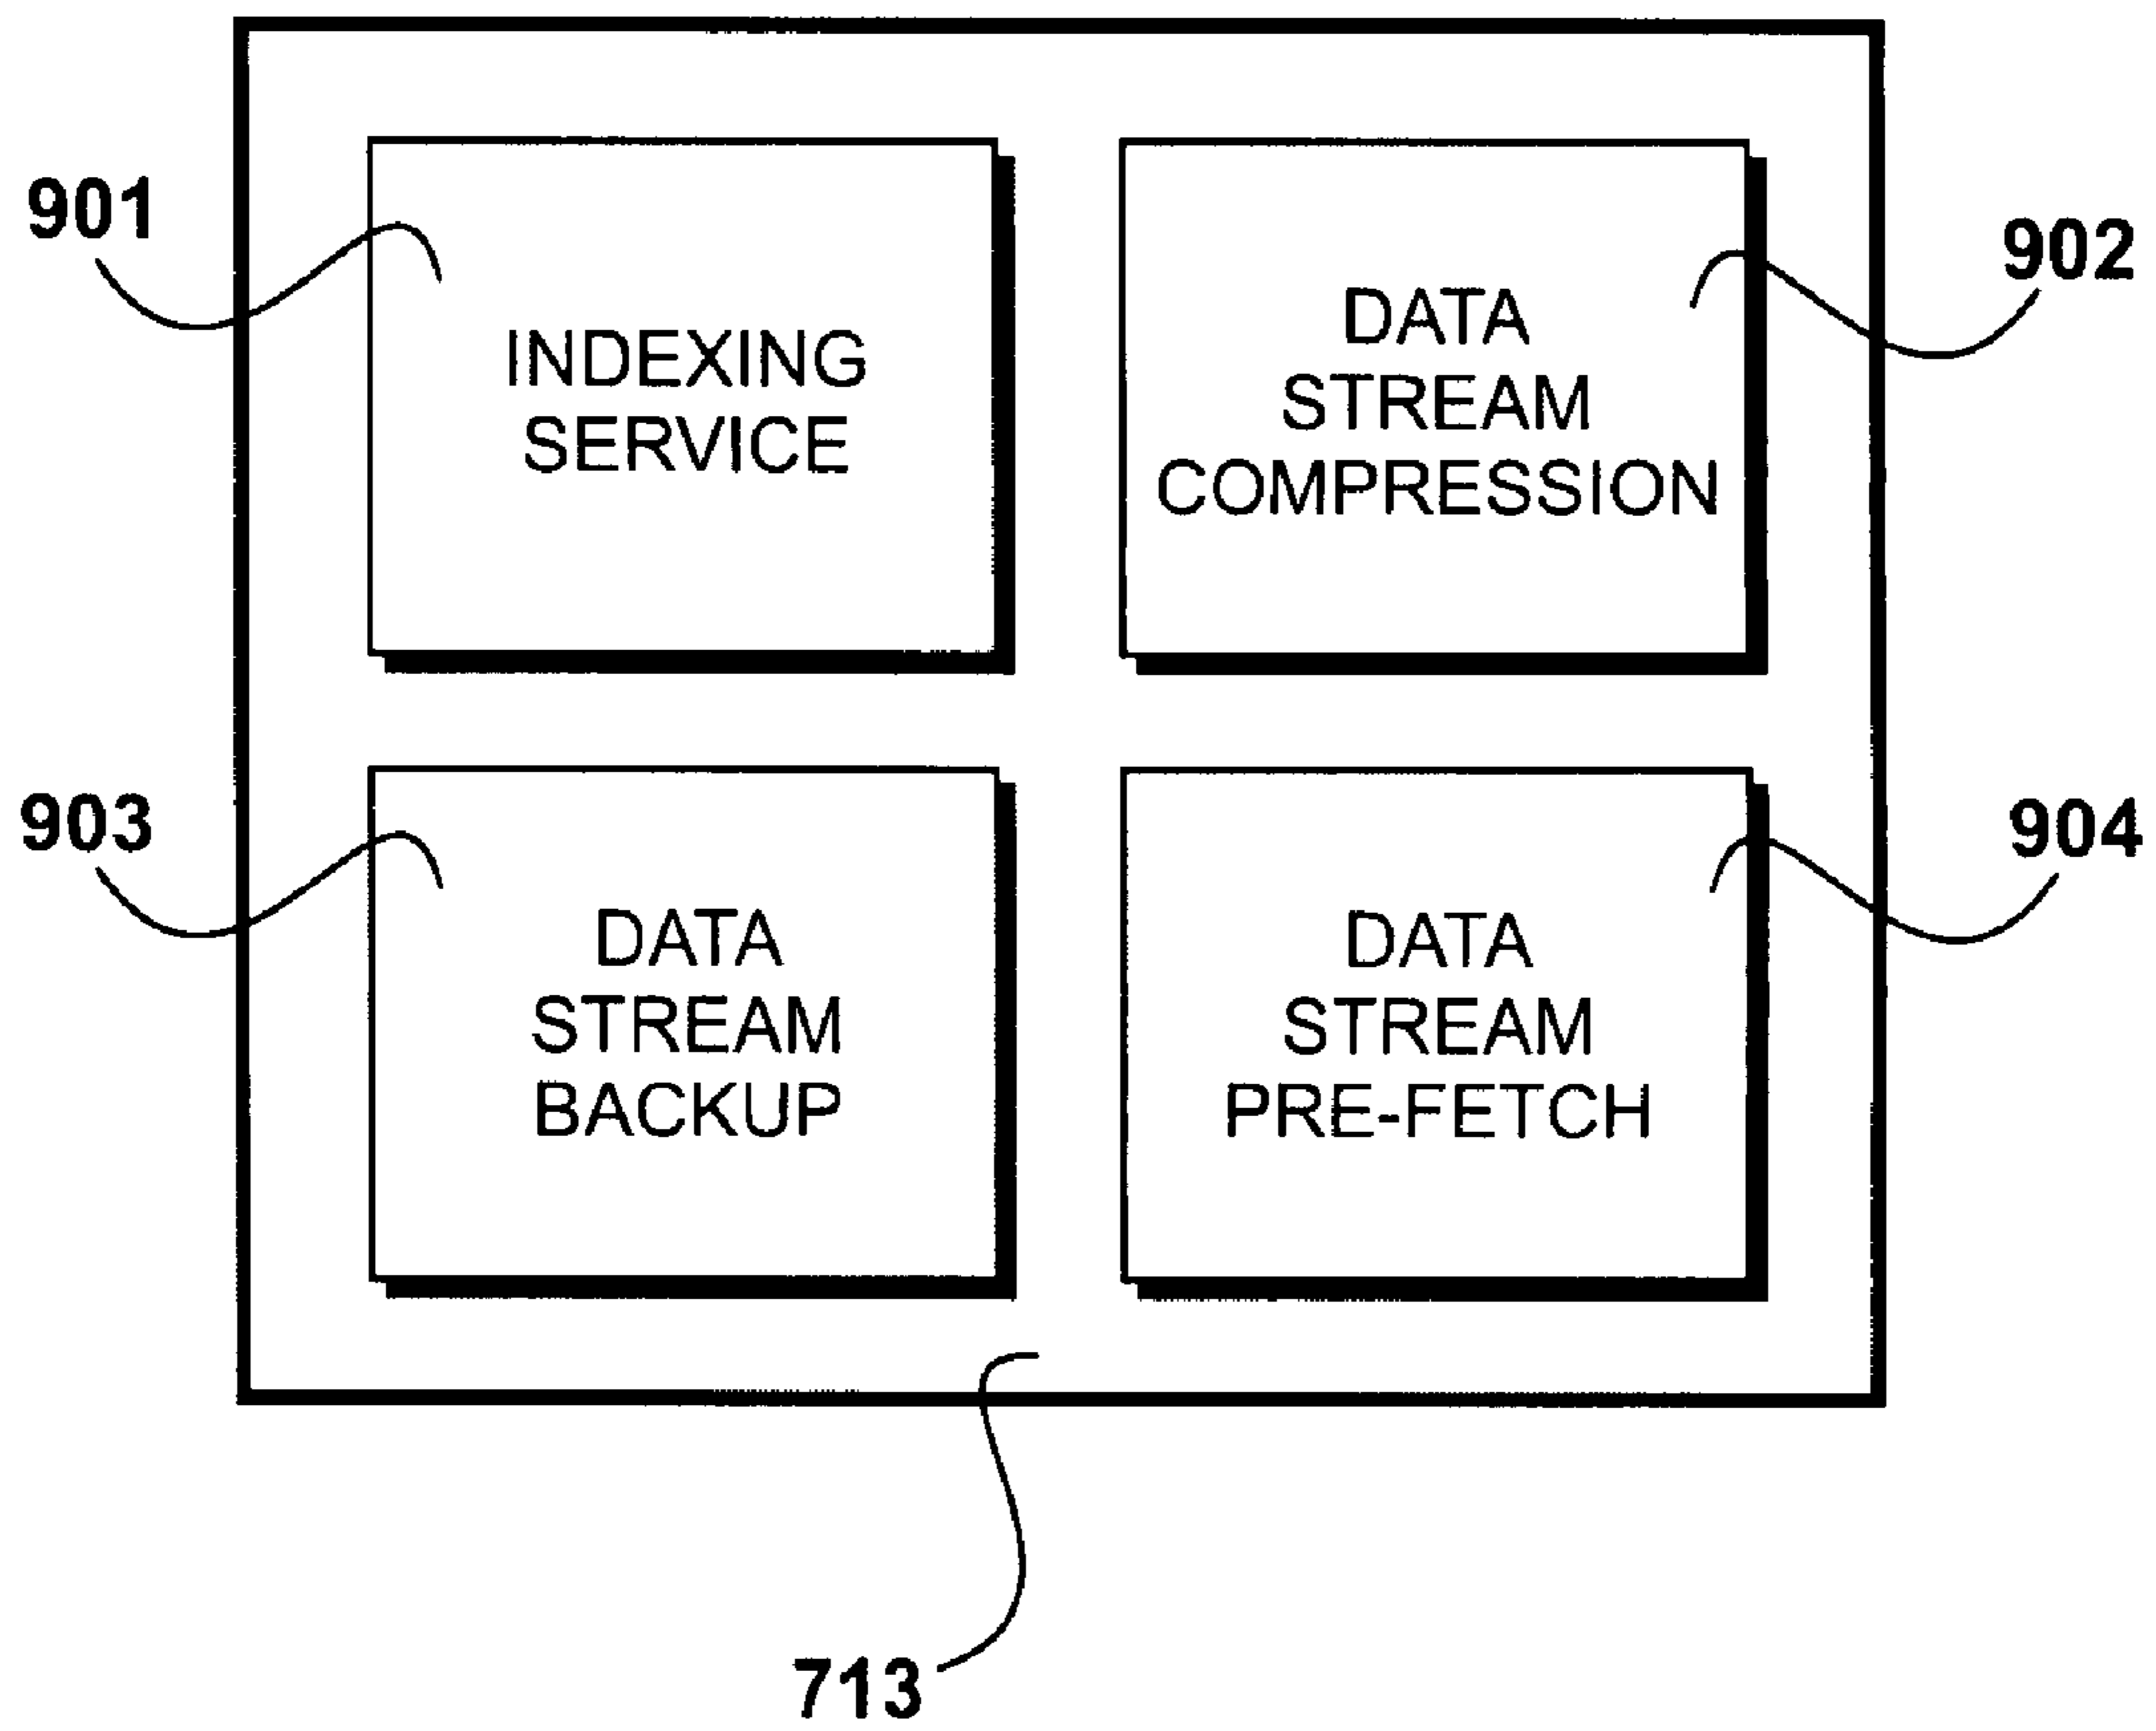 901
INDEXING
SERVICE
902
DATA
STREAM
COMPRESSION
903
DATA
STREAM
BACKUP
904
DATA
STREAM
PRE-FETCH
713